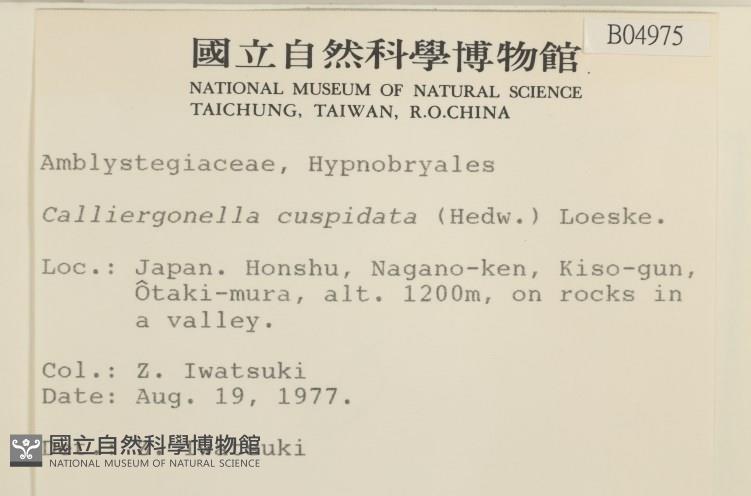 B04975
國立自然科學博物館
NATIONAL MUSEUM OF NATURAL SCIENCE
TAICHUNG, TAIWAN, R.O.CHINA
Amblystegiaceae, Hypnobryales
Calliergonella cuspidata (Hedw.) Loeske.
Loc.: Japan. Honshu, Nagano-ken, Kiso-gun,
Ôtaki-mura, alt. 1200m, on rocks in
a valley.
Col.: Z. Iwatsuki
Date: Aug. 19, 1977.
Iwatsuki
國立自然科學博物館
NATIONAL MUSEUM OF NATURAL SCIENCE